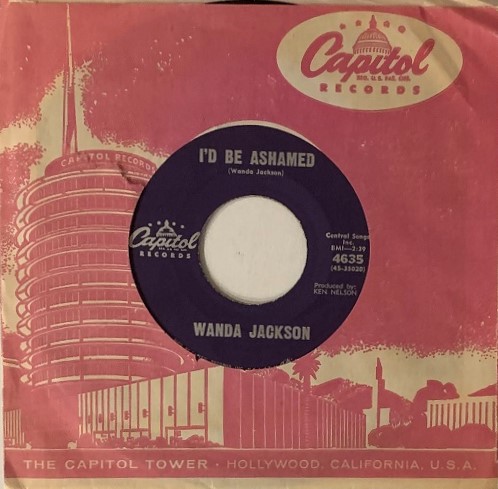 Capitol
REG. U.S. PAT. OFF.
RECORDS
CAPITOL RECORDS
I'D BE ASHAMED
(Wanda Jackson)
Capitol
RECORDS
Central Songs
Inc.
BMI—2:39
4635
(45-35020)
Produced by:
KEN NELSON
WANDA JACKSON
THE CAPITOL TOWER · HOLLYWOOD, CALIFORNIA, U.S.A.